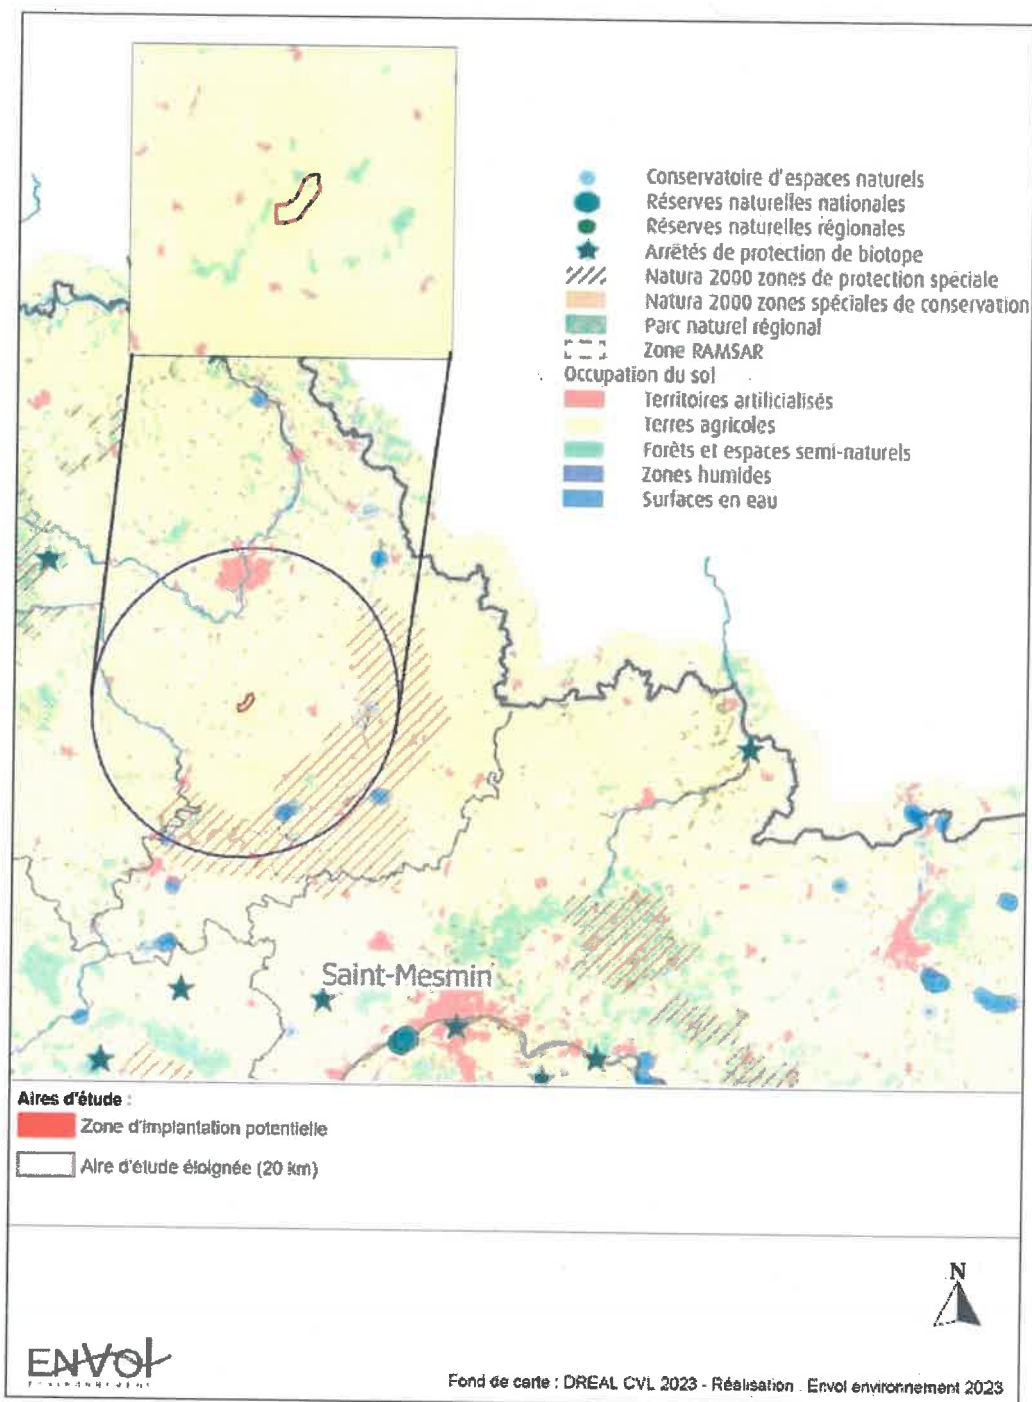 Conservatoire d'espaces naturels
Réserves naturelles nationales
Réserves naturelles régionales
Arrêtés de protection de biotope
Natura 2000 zones de protection spéciale
Natura 2000 zones spéciales de conservation
Parc naturel régional
Zone RAMSAR
Occupation du sol
Territoires artificialisés
Terres agricoles
Forêts et espaces semi-naturels
Zones humides
Surfaces en eau
Saint-Mesmin
Aires d'étude :
Zone d'implantation potentielle
Aire d'étude éloignée (20 km)
N
ENVOl
ENVIRONNEMENT
Fond de carte : DREAL CVL 2023 - Réalisation : Envol environnement 2023